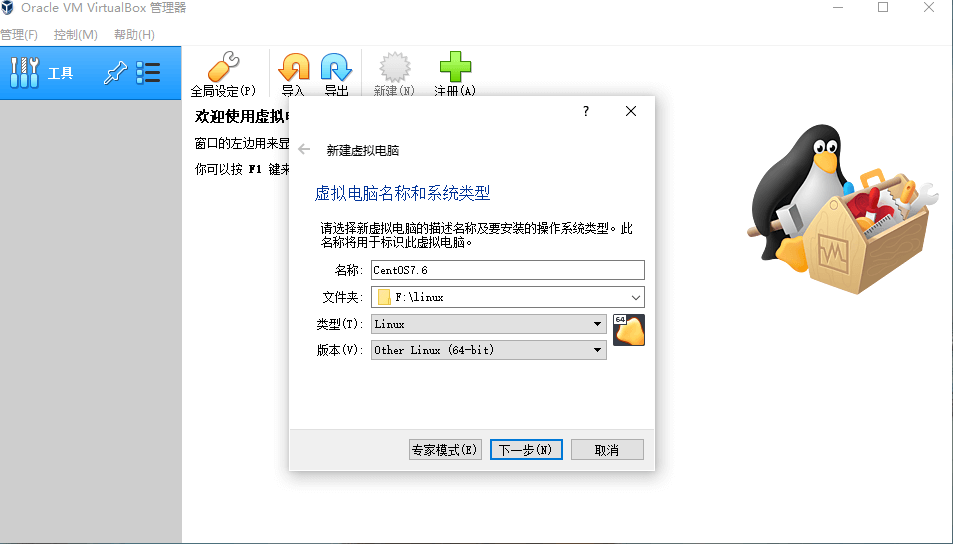 Oracle VM VirtualBox 管理器
管理(F) 控制(M) 帮助(H)
工具
全局设定(P) 导入 导出 新建(N) 注册(A)
欢迎使用虚拟
窗口的左边用来显
你可以按 F1 键来
?
新建虚拟电脑
虚拟电脑名称和系统类型
请选择新虚拟电脑的描述名称及要安装的操作系统类型。此
名称将用于标识此虚拟电脑。
名称: CentOS7.6
文件夹: F:\linux
类型(T): Linux
64
版本(V): Other Linux (64-bit)
专家模式(E) 下一步(N) 取消